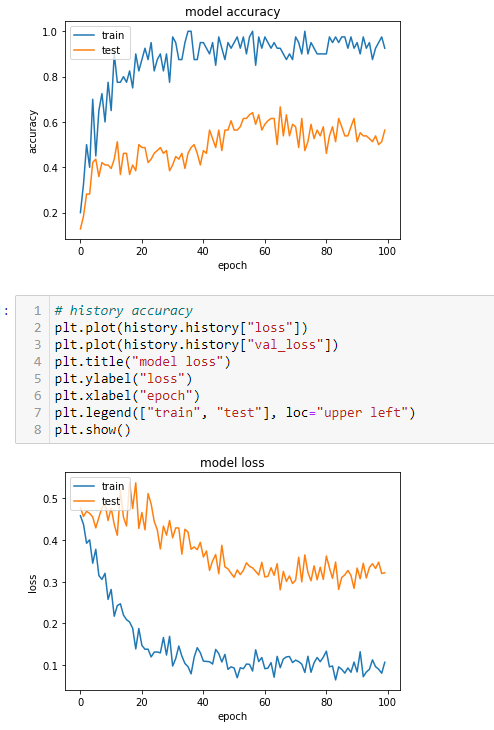 model accuracy
train
test
1.0
0.8
0.6
0.4
0.2
accuracy
0 20 40 60 80 100
epoch
:
1 # history accuracy
2 plt.plot(history.history["loss"])
3 plt.plot(history.history["val_loss"])
4 plt.title("model loss")
5 plt.ylabel("loss")
6 plt.xlabel("epoch")
7 plt.legend(["train", "test"], loc="upper left")
8 plt.show()
model loss
train
test
0.5
0.4
0.3
0.2
0.1
loss
0 20 40 60 80 100
epoch